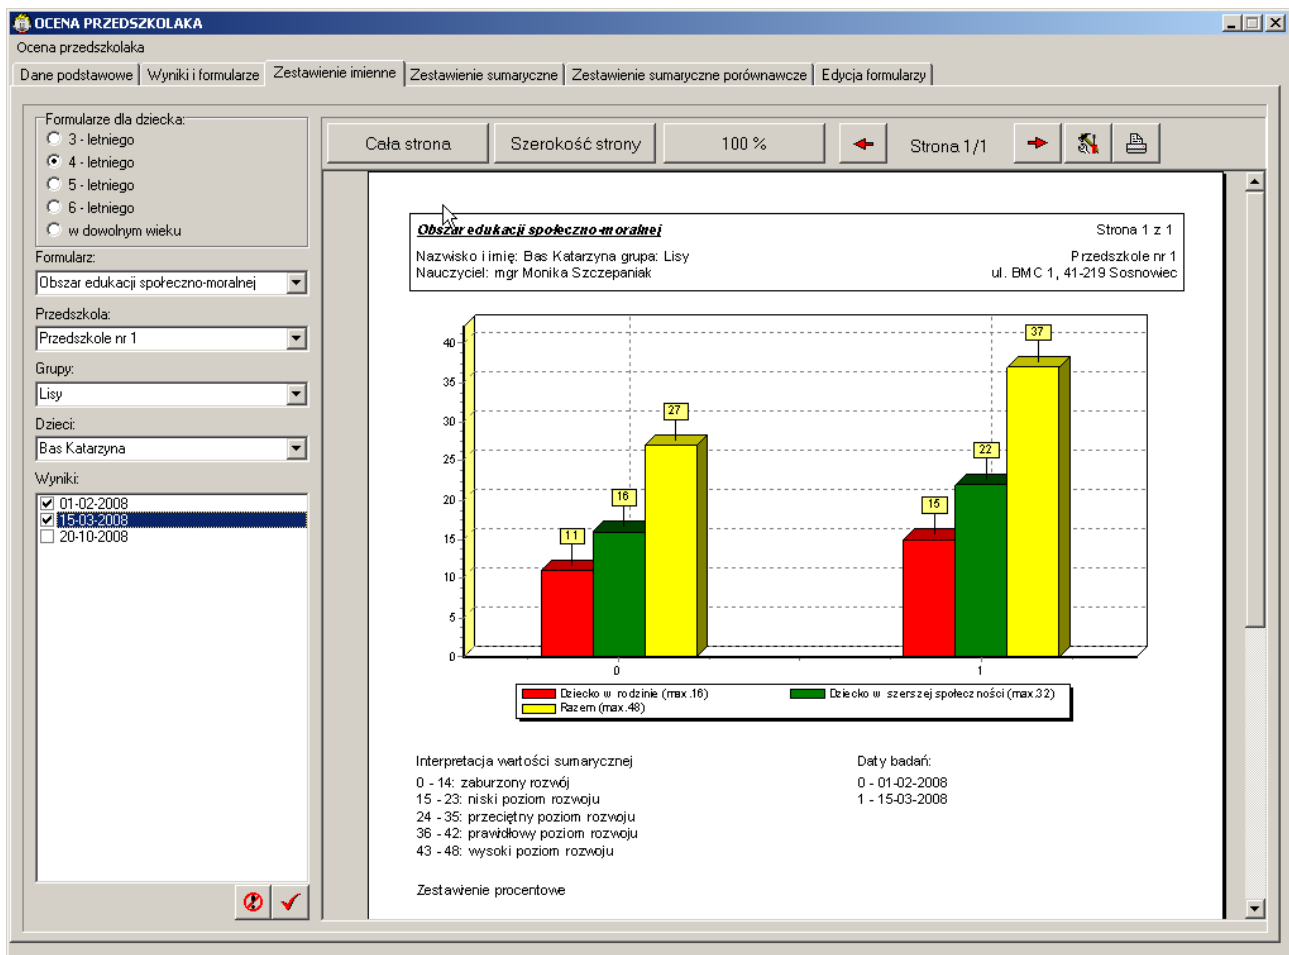 OCENA PRZEDSZKOLAKA
Ocena przedszkolaka
Dane podstawowe
Wyniki i formularze
Zestawienie imienne
Zestawienie sumaryczne
Zestawienie sumaryczne porównawcze
Edycja formularzy
Formularze dla dziecka:
3 - letniego
4 - letniego
5 - letniego
6 - letniego
w dowolnym wieku
Formularz:
Obszar edukacji społeczno-moralnej
Przedszkola:
Przedszkole nr 1
Grupy:
Lisy
Dzieci:
Bas Katarzyna
Wyniki:
01-02-2008
15-03-2008
20-10-2008
Cała strona
Szerokość strony
100 %
Strona 1/1
Obszar edukacji społeczno-moralnej
Strona 1 z 1
Nazwisko i imię: Bas Katarzyna grupa: Lisy
Przedszkole nr 1
Nauczyciel: mgr Monika Szczepaniak
ul. BMC 1, 41-219 Sosnowiec
40
35
30
25
20
15
10
5
0
11
16
27
15
22
37
0
1
Dziecko w rodzinie (max.16)
Dziecko w szerszej społeczności (max.32)
Razem (max.48)
Interpretacja wartości sumarycznej
0 - 14: zaburzony rozwój
15 - 23: niski poziom rozwoju
24 - 35: przeciętny poziom rozwoju
36 - 42: prawidłowy poziom rozwoju
43 - 48: wysoki poziom rozwoju
Daty badań:
0 - 01-02-2008
1 - 15-03-2008
Zestawienie procentowe